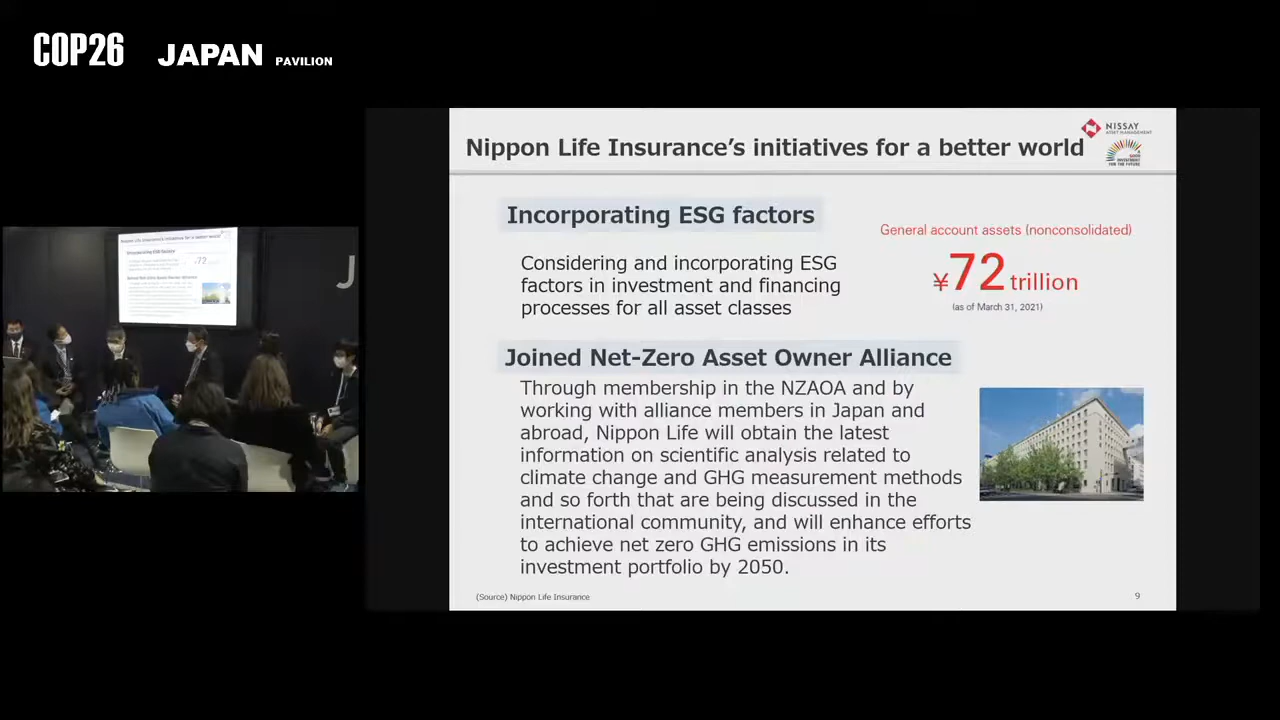 COP26 JAPAN PAVILION
Nippon Life Insurance’s initiatives for a better world
NISSAY
ASSET MANAGEMENT
Incorporating ESG factors
Considering and incorporating ESG
factors in investment and financing
processes for all asset classes
General account assets (nonconsolidated)
¥72 trillion
(as of March 31, 2021)
Joined Net-Zero Asset Owner Alliance
Through membership in the NZAOA and by
working with alliance members in Japan and
abroad, Nippon Life will obtain the latest
information on scientific analysis related to
climate change and GHG measurement methods
and so forth that are being discussed in the
international community, and will enhance efforts
to achieve net zero GHG emissions in its
investment portfolio by 2050.
(Source) Nippon Life Insurance
9
J